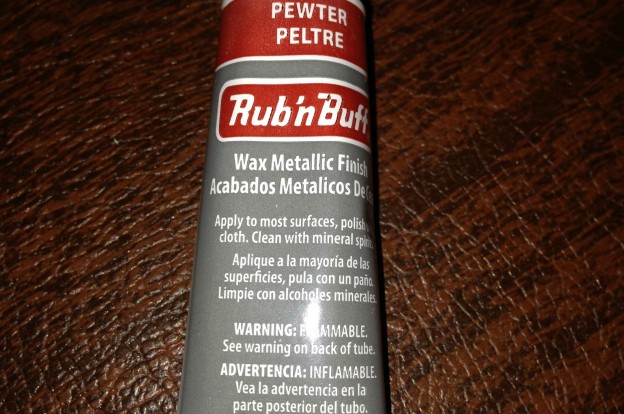 PEWTER
PELTRE
Rub'n Buff
Wax Metallic Finish
Acabados Metalicos De
Apply to most surfaces, polish
cloth. Clean with mineral spirits.
Aplique a la mayoría de las
superficies, pula con un paño.
Limpie con alcoholes minerales.
WARNING: FLAMMABLE.
See warning on back of tube.
ADVERTENCIA: INFLAMABLE.
Vea la advertencia en la
parte posterior del tubo.